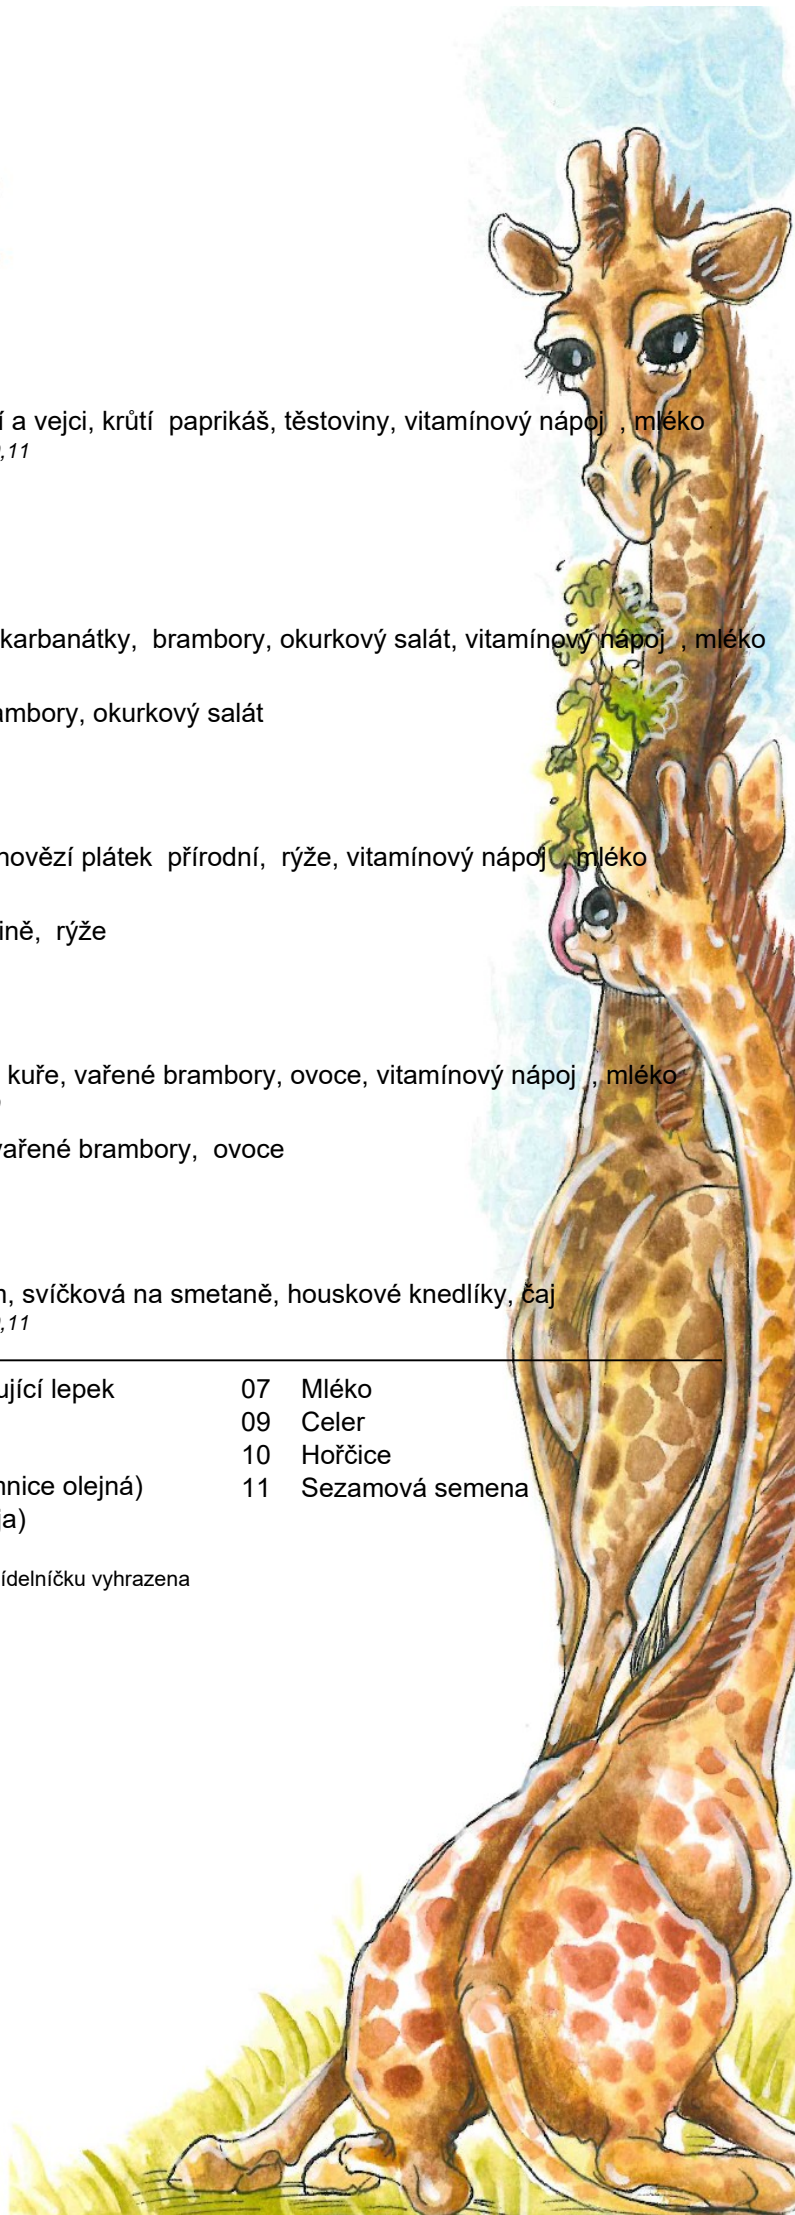 í a vejci, krůtí paprikáš, těstoviny, vitamínový nápoj , mléko
,11
karbanátky, brambory, okurkový salát, vitamínový nápoj , mléko
ambory, okurkový salát
hovězí plátek přírodní, rýže, vitamínový nápoj , mléko
ině, rýže
kuře, vařené brambory, ovoce, vitamínový nápoj , mléko
vařené brambory, ovoce
, svíčková na smetaně, houskové knedlíky, čaj
,11
ující lepek 07 Mléko
09 Celer
10 Hořčice
nice olejná) 11 Sezamová semena
ja)
ídelníčku vyhrazena